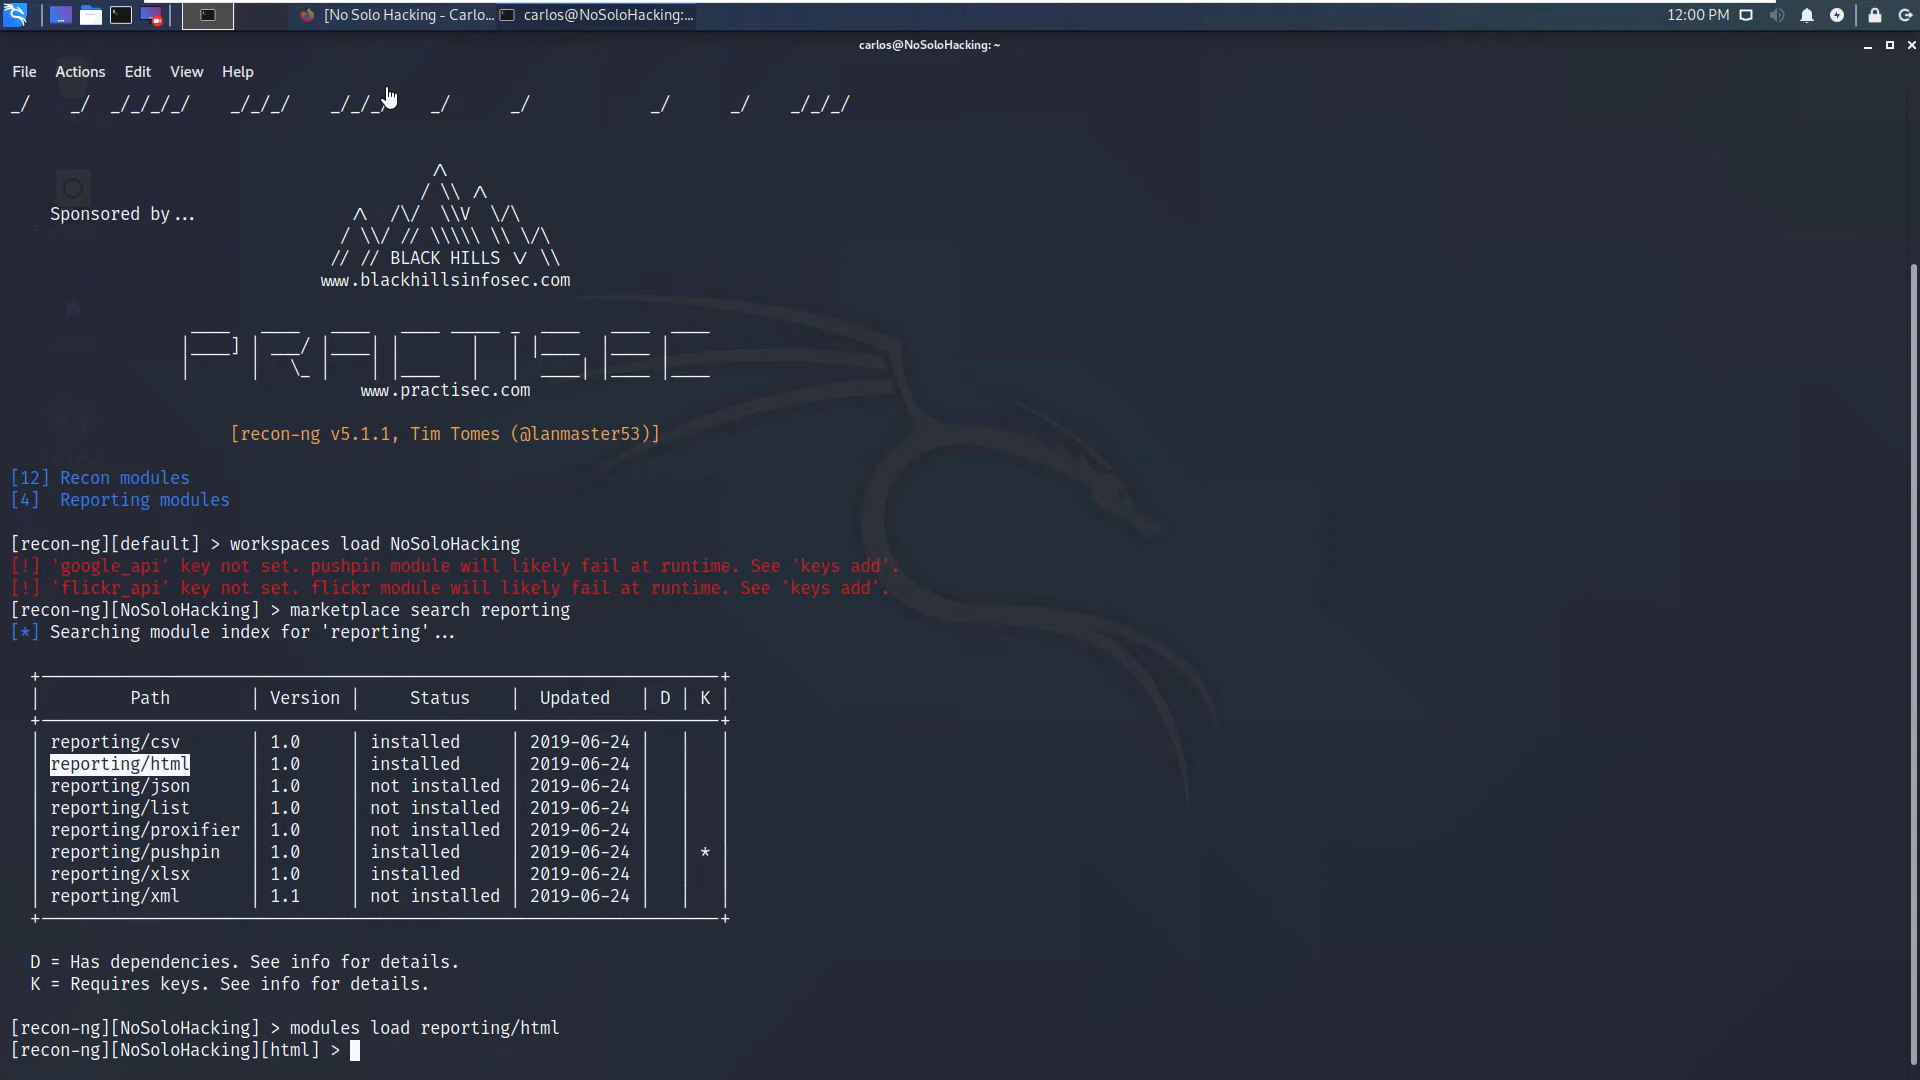 [No Solo Hacking - Carlo... carlos@NoSoloHacking:... 12:00 PM
carlos@NoSoloHacking: ~
File Actions Edit View Help
_/    _/  _/_/_/_/    _/_/_/    _/_/_/    _/      _/            _/      _/    _/_/_/
/\
/ \\ /\
Sponsored by ...                /\  /\/  \\V  \/\
/ \\/ // \\\\\ \\ \/\
// // BLACK HILLS \/ \\
www.blackhillsinfosec.com
PRACTISEC
www.practisec.com
[recon-ng v5.1.1, Tim Tomes (@lanmaster53)]
[12] Recon modules
[4]  Reporting modules
[recon-ng][default] > workspaces load NoSoloHacking
[!] 'google_api' key not set. pushpin module will likely fail at runtime. See 'keys add'.
[!] 'flickr_api' key not set. flickr module will likely fail at runtime. See 'keys add'.
[recon-ng][NoSoloHacking] > marketplace search reporting
[*] Searching module index for 'reporting' ...
| Path | Version | Status | Updated | D | K |
| reporting/csv | 1.0 | installed | 2019-06-24 | | |
| reporting/html | 1.0 | installed | 2019-06-24 | | |
| reporting/json | 1.0 | not installed | 2019-06-24 | | |
| reporting/list | 1.0 | not installed | 2019-06-24 | | |
| reporting/proxifier | 1.0 | not installed | 2019-06-24 | | |
| reporting/pushpin | 1.0 | installed | 2019-06-24 | | * |
| reporting/xlsx | 1.0 | installed | 2019-06-24 | | |
| reporting/xml | 1.1 | not installed | 2019-06-24 | | |
D = Has dependencies. See info for details.
K = Requires keys. See info for details.
[recon-ng][NoSoloHacking] > modules load reporting/html
[recon-ng][NoSoloHacking][html] >